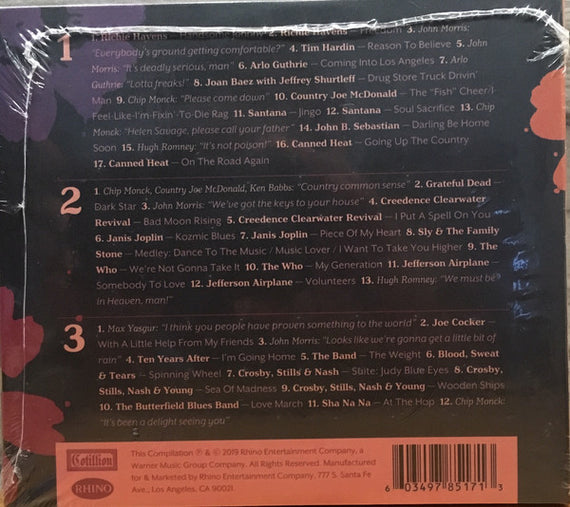 1
1. Richie Havens — Handsome Johnny 2. Richie Havens — Freedom 3. John Morris:
"Everybody's ground getting comfortable?" 4. Tim Hardin — Reason To Believe 5. John
Morris: "It's deadly serious, man" 6. Arlo Guthrie — Coming Into Los Angeles 7. Arlo
Guthrie: "Lotta freaks!" 8. Joan Baez with Jeffrey Shurtleff — Drug Store Truck Drivin'
Man 9. Chip Monck: "Please come down" 10. Country Joe McDonald — The "Fish" Cheer/I-
Feel-Like-I'm-Fixin'-To-Die Rag 11. Santana — Jingo 12. Santana — Soul Sacrifice 13. Chip
Monck: "Helen Savage, please call your father" 14. John B. Sebastian — Darling Be Home
Soon 15. Hugh Romney: "It's not poison!" 16. Canned Heat — Going Up The Country
17. Canned Heat — On The Road Again
2
1. Chip Monck, Country Joe McDonald, Ken Babbs: "Country common sense" 2. Grateful Dead —
Dark Star 3. John Morris: "We've got the keys to your house" 4. Creedence Clearwater
Revival — Bad Moon Rising 5. Creedence Clearwater Revival — I Put A Spell On You
6. Janis Joplin — Kozmic Blues 7. Janis Joplin — Piece Of My Heart 8. Sly & The Family
Stone — Medley: Dance To The Music / Music Lover / I Want To Take You Higher 9. The
Who — We're Not Gonna Take It 10. The Who — My Generation 11. Jefferson Airplane —
Somebody To Love 12. Jefferson Airplane — Volunteers 13. Hugh Romney: "We must be
in Heaven, man!"
3
1. Max Yasgur: "I think you people have proven something to the world" 2. Joe Cocker —
With A Little Help From My Friends 3. John Morris: "Looks like we're gonna get a little bit of
rain" 4. Ten Years After — I'm Going Home 5. The Band — The Weight 6. Blood, Sweat
& Tears — Spinning Wheel 7. Crosby, Stills & Nash — Suite: Judy Blue Eyes 8. Crosby,
Stills, Nash & Young — Sea Of Madness 9. Crosby, Stills, Nash & Young — Wooden Ships
10. The Butterfield Blues Band — Love March 11. Sha Na Na — At The Hop 12. Chip Monck:
"It's been a delight seeing you"
Cotillion
RHINO
This Compilation ℗ & © 2019 Rhino Entertainment Company, a
Warner Music Group Company. All Rights Reserved. Manufactured
for & Marketed by Rhino Entertainment Company, 777 S. Santa Fe
Ave., Los Angeles, CA 90021.
6 03497 85171 3